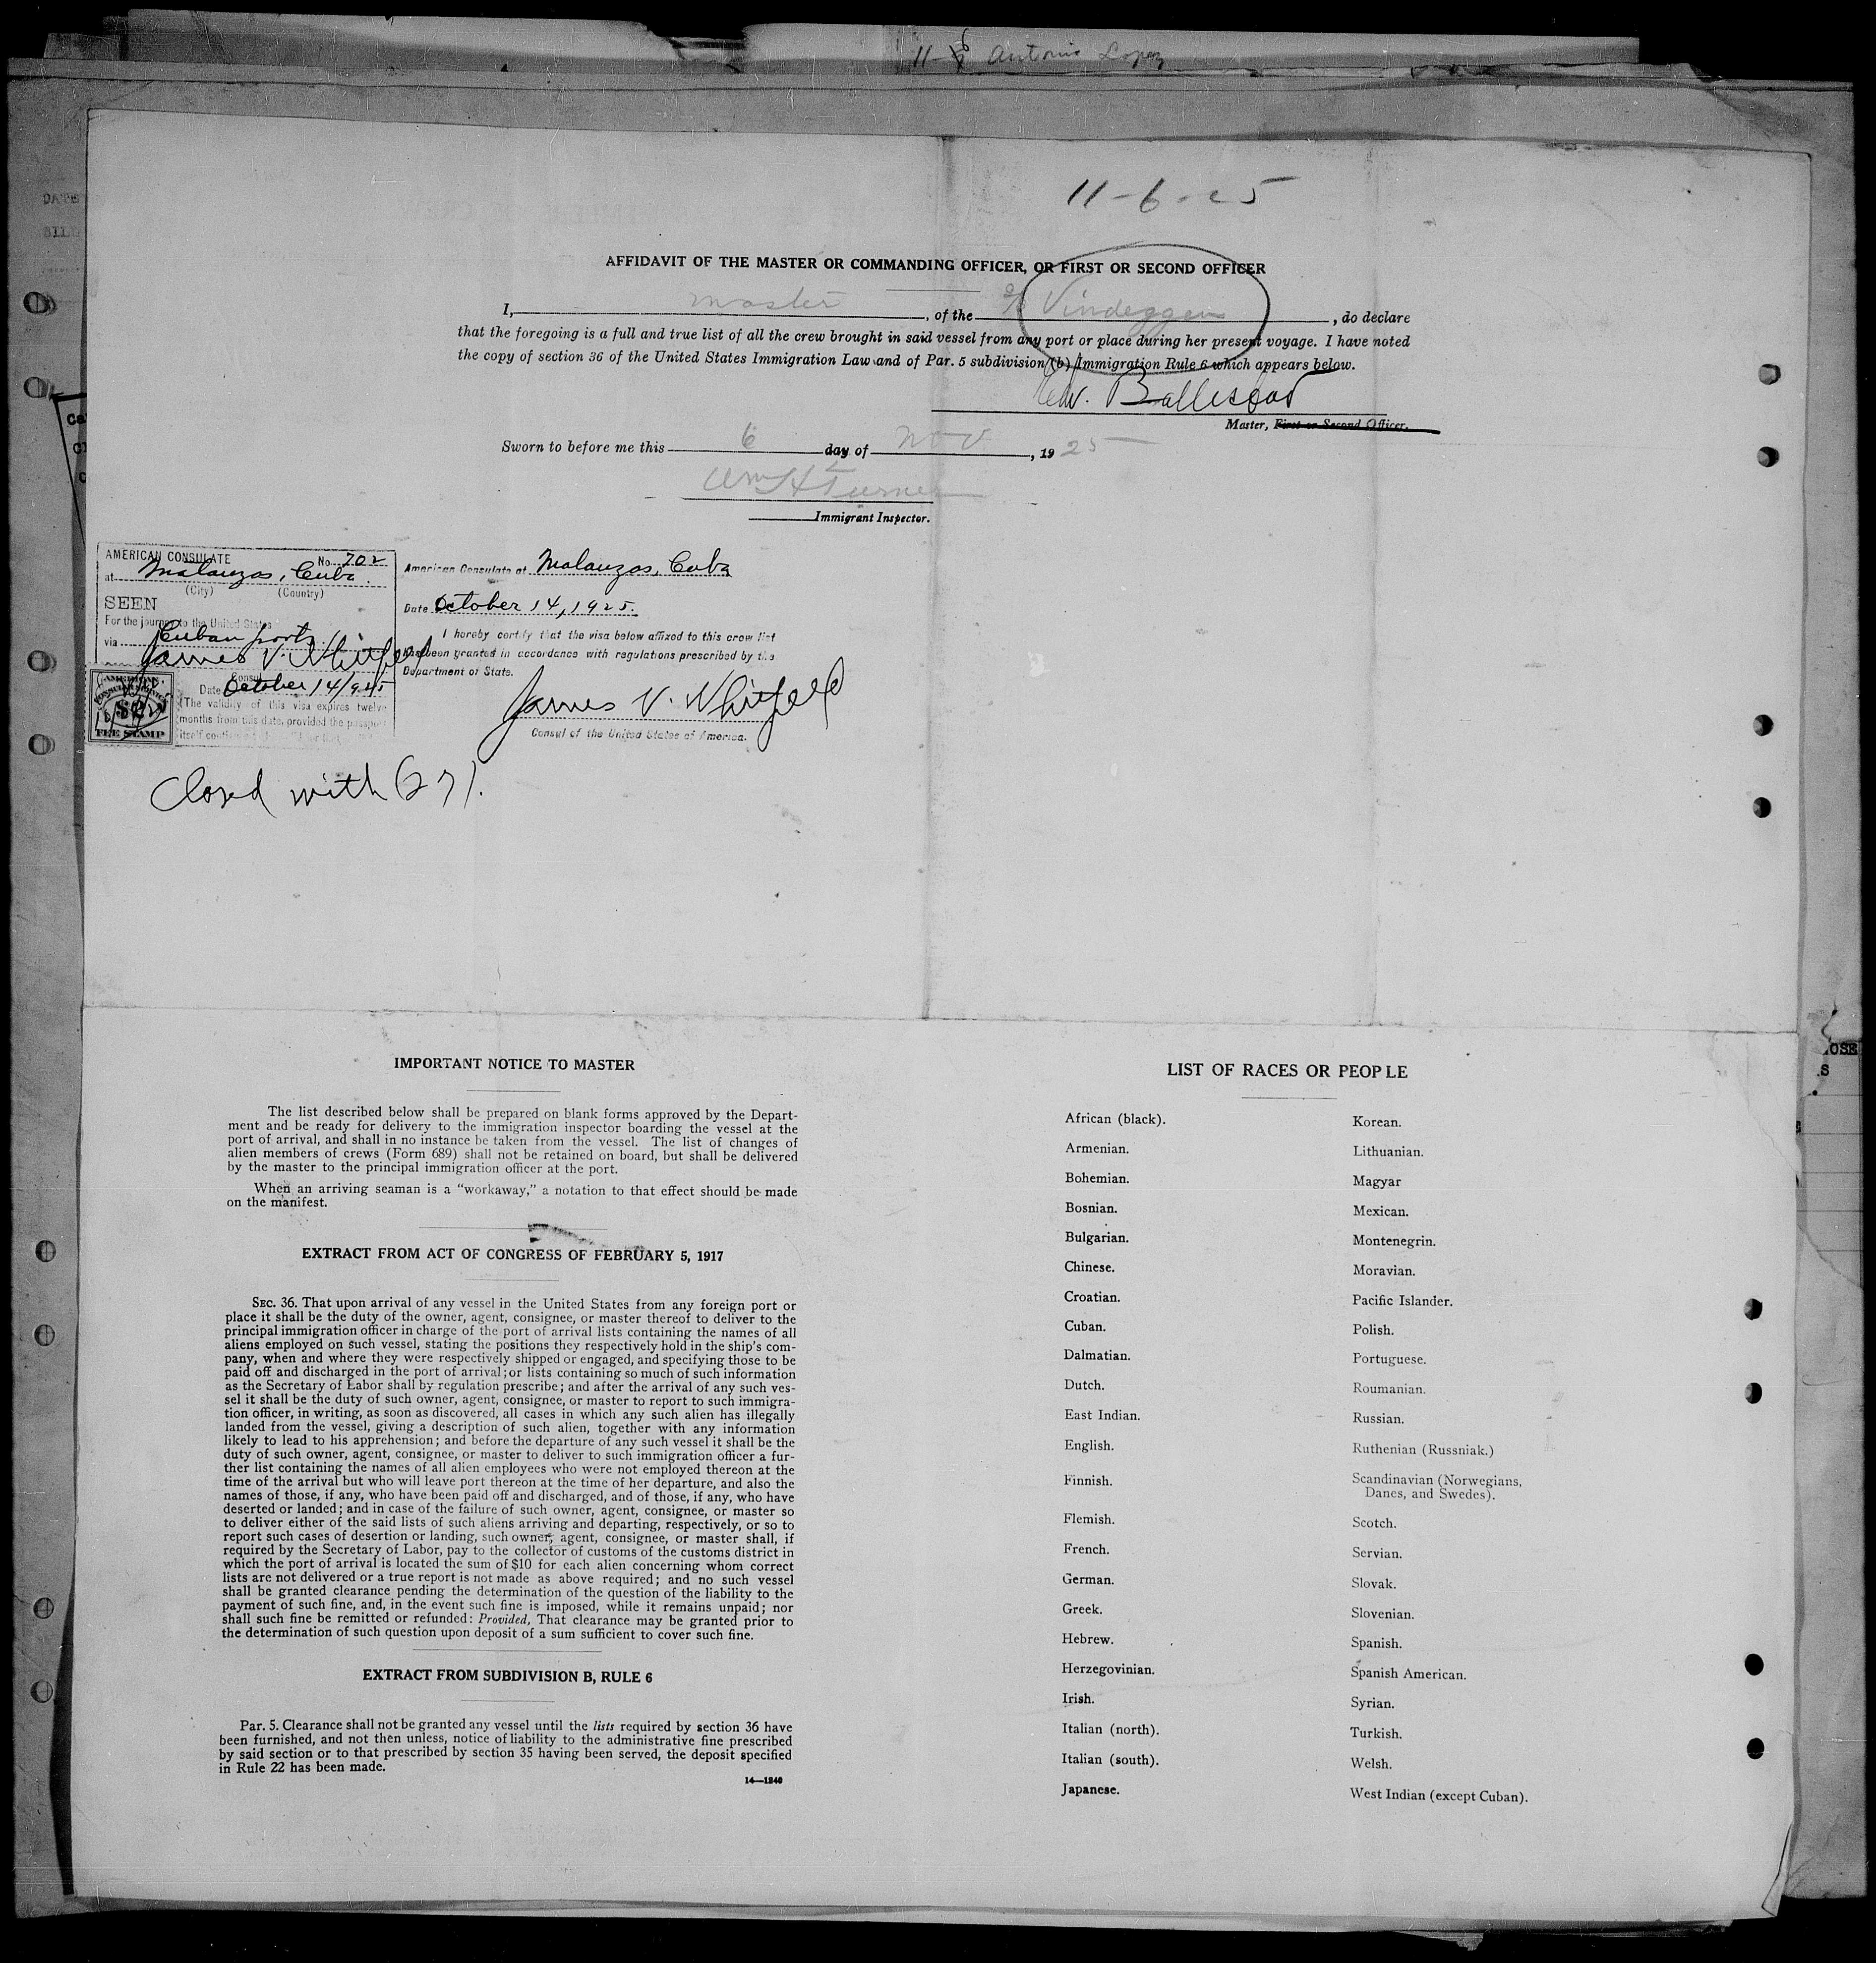 11-6 Antonio Lopez
11-6-25
AFFIDAVIT OF THE MASTER OR COMMANDING OFFICER, OR FIRST OR SECOND OFFICER
I, master, of the S/S Vindeggen, do declare
that the foregoing is a full and true list of all the crew brought in said vessel from any port or place during her present voyage. I have noted
the copy of section 36 of the United States Immigration Law and of Par. 5 subdivision (b) Immigration Rule 6 which appears below.
Master, First or Second Officer.
Sworn to before me this 6 day of Nov, 1925
Wm H Turner
Immigrant Inspector.
AMERICAN CONSULATE No. 702
at Matanzas, Cuba.
(City) (Country)
SEEN
For the journey to the United States
via Cuban ports.
James V. Whitfield
Consul
Date October 14/1925
(The validity of this visa expires twelve
months from this date, provided the passport
AMERICAN
CONSULAR SERVICE
$2
FEE STAMP
American Consulate at Matanzas, Cuba
Date October 14, 1925.
I hereby certify that the visa below affixed to this crew list
has been granted in accordance with regulations prescribed by the
Department of State.
James V. Whitfield
Consul of the United States of America.
Closed with (27).
IMPORTANT NOTICE TO MASTER
The list described below shall be prepared on blank forms approved by the Depart-
ment and be ready for delivery to the immigration inspector boarding the vessel at the
port of arrival, and shall in no instance be taken from the vessel. The list of changes of
alien members of crews (Form 689) shall not be retained on board, but shall be delivered
by the master to the principal immigration officer at the port.
When an arriving seaman is a “workaway,” a notation to that effect should be made
on the manifest.
EXTRACT FROM ACT OF CONGRESS OF FEBRUARY 5, 1917
SEC. 36. That upon arrival of any vessel in the United States from any foreign port or
place it shall be the duty of the owner, agent, consignee, or master thereof to deliver to the
principal immigration officer in charge of the port of arrival lists containing the names of all
aliens employed on such vessel, stating the positions they respectively hold in the ship's com-
pany, when and where they were respectively shipped or engaged, and specifying those to be
paid off and discharged in the port of arrival; or lists containing so much of such information
as the Secretary of Labor shall by regulation prescribe; and after the arrival of any such ves-
sel it shall be the duty of such owner, agent, consignee, or master to report to such immigra-
tion officer, in writing, as soon as discovered, all cases in which any such alien has illegally
landed from the vessel, giving a description of such alien, together with any information
likely to lead to his apprehension; and before the departure of any such vessel it shall be the
duty of such owner, agent, consignee, or master to deliver to such immigration officer a fur-
ther list containing the names of all alien employees who were not employed thereon at the
time of the arrival but who will leave port thereon at the time of her departure, and also the
names of those, if any, who have been paid off and discharged, and of those, if any, who have
deserted or landed; and in case of the failure of such owner, agent, consignee, or master so
to deliver either of the said lists of such aliens arriving and departing, respectively, or so to
report such cases of desertion or landing, such owner, agent, consignee, or master shall, if
required by the Secretary of Labor, pay to the collector of customs of the customs district in
which the port of arrival is located the sum of $10 for each alien concerning whom correct
lists are not delivered or a true report is not made as above required; and no such vessel
shall be granted clearance pending the determination of the question of the liability to the
payment of such fine, and, in the event such fine is imposed, while it remains unpaid; nor
shall such fine be remitted or refunded: Provided, That clearance may be granted prior to
the determination of such question upon deposit of a sum sufficient to cover such fine.
EXTRACT FROM SUBDIVISION B, RULE 6
Par. 5. Clearance shall not be granted any vessel until the lists required by section 36 have
been furnished, and not then unless, notice of liability to the administrative fine prescribed
by said section or to that prescribed by section 35 having been served, the deposit specified
in Rule 22 has been made.
14—1240
LIST OF RACES OR PEOPLE
African (black).
Armenian.
Bohemian.
Bosnian.
Bulgarian.
Chinese.
Croatian.
Cuban.
Dalmatian.
Dutch.
East Indian.
English.
Finnish.
Flemish.
French.
German.
Greek.
Hebrew.
Herzegovinian.
Irish.
Italian (north).
Italian (south).
Japanese.
Korean.
Lithuanian.
Magyar
Mexican.
Montenegrin.
Moravian.
Pacific Islander.
Polish.
Portuguese.
Roumanian.
Russian.
Ruthenian (Russniak.)
Scandinavian (Norwegians,
Danes, and Swedes).
Scotch.
Servian.
Slovak.
Slovenian.
Spanish.
Spanish American.
Syrian.
Turkish.
Welsh.
West Indian (except Cuban).